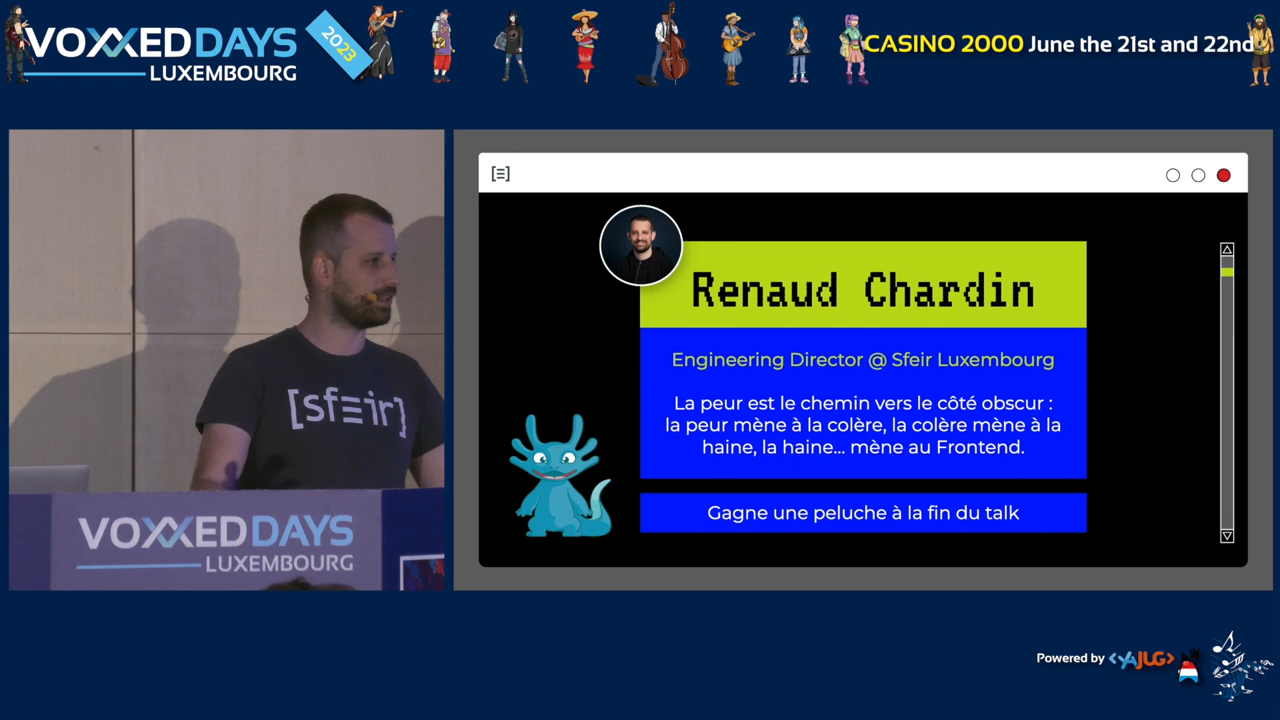 VOXXED DAYS
LUXEMBOURG
2023
CASINO 2000 June the 21st and 22nd
[sfeir]
VOXXED DAYS
LUXEMBOURG
Renaud Chardin
Engineering Director @ Sfeir Luxembourg
La peur est le chemin vers le côté obscur :
la peur mène à la colère, la colère mène à la
haine, la haine... mène au Frontend.
Gagne une peluche à la fin du talk
Powered by <YAJUG>